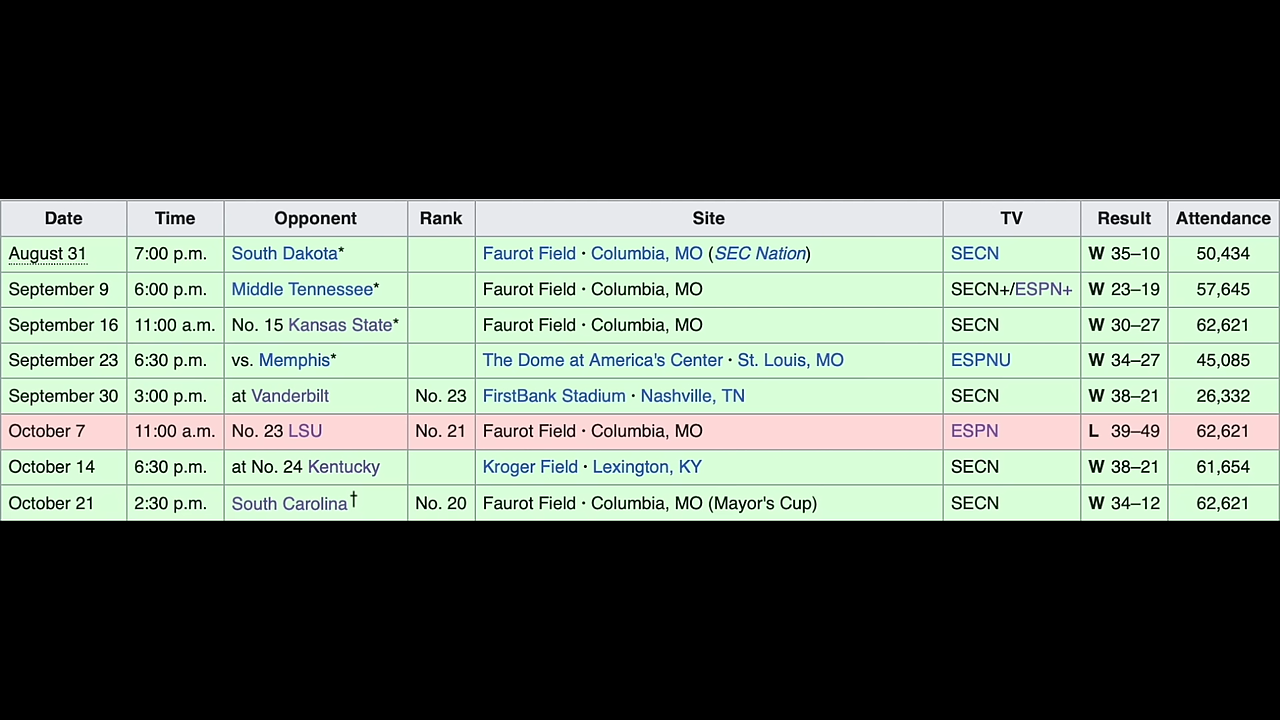 Date Time Opponent Rank Site TV Result Attendance
August 31 7:00 p.m. South Dakota* Faurot Field • Columbia, MO (SEC Nation) SECN W 35–10 50,434
September 9 6:00 p.m. Middle Tennessee* Faurot Field • Columbia, MO SECN+/ESPN+ W 23–19 57,645
September 16 11:00 a.m. No. 15 Kansas State* Faurot Field • Columbia, MO SECN W 30–27 62,621
September 23 6:30 p.m. vs. Memphis* The Dome at America's Center • St. Louis, MO ESPNU W 34–27 45,085
September 30 3:00 p.m. at Vanderbilt No. 23 FirstBank Stadium • Nashville, TN SECN W 38–21 26,332
October 7 11:00 a.m. No. 23 LSU No. 21 Faurot Field • Columbia, MO ESPN L 39–49 62,621
October 14 6:30 p.m. at No. 24 Kentucky Kroger Field • Lexington, KY SECN W 38–21 61,654
October 21 2:30 p.m. South Carolina† No. 20 Faurot Field • Columbia, MO (Mayor's Cup) SECN W 34–12 62,621